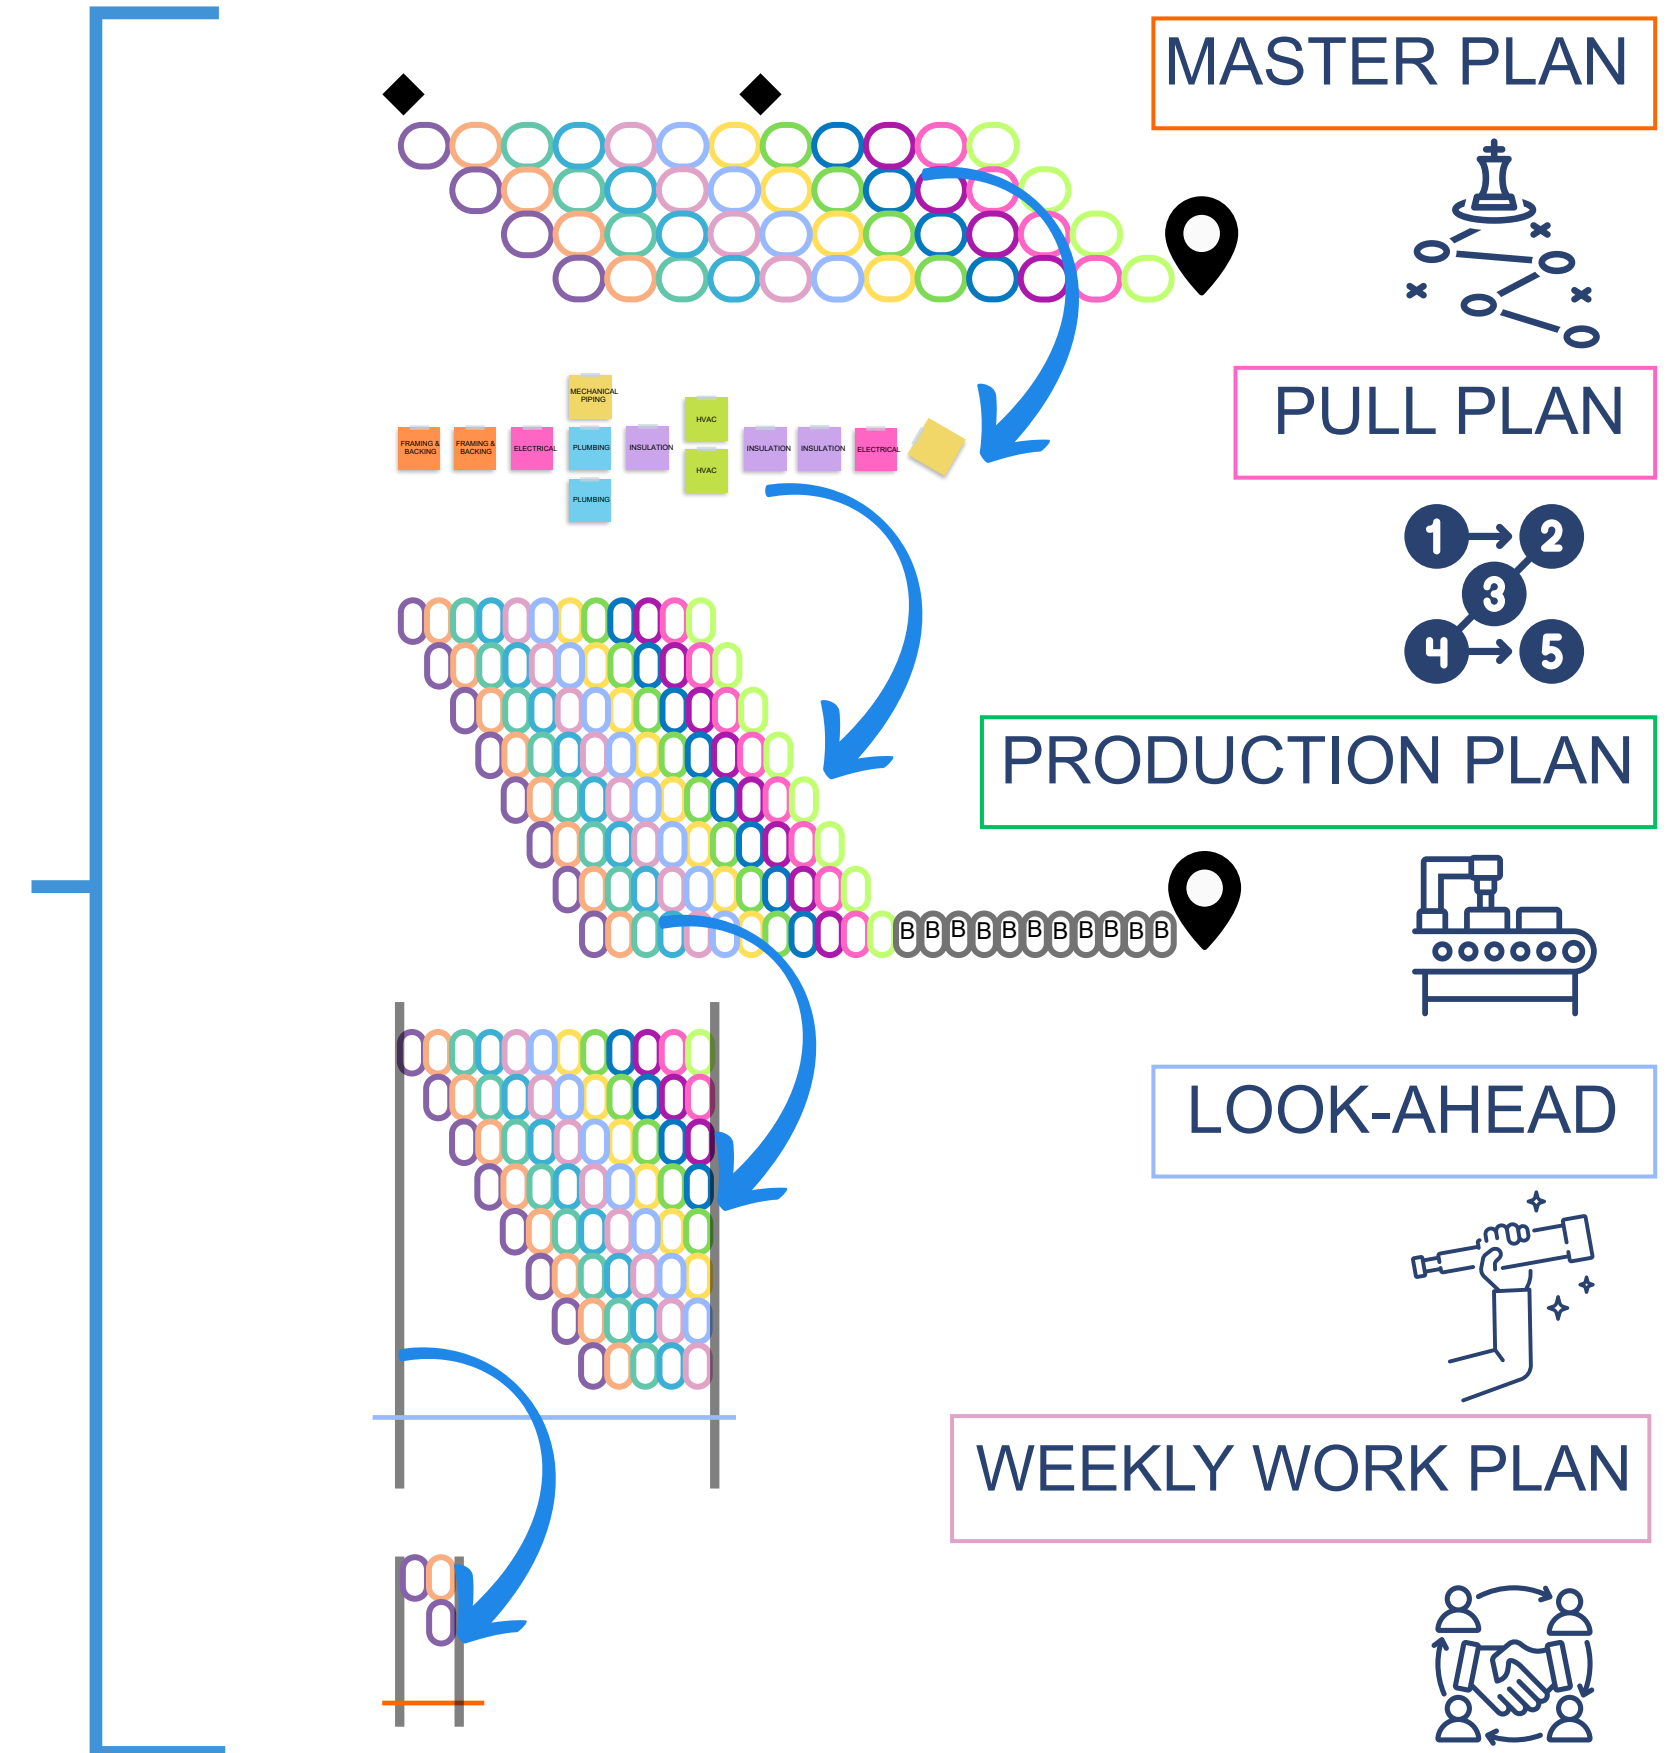 MASTER PLAN
PULL PLAN
MECHANICAL
PIPING
HVAC
FRAMING &
BACKING
FRAMING &
BACKING
ELECTRICAL
PLUMBING
INSULATION
INSULATION
INSULATION
ELECTRICAL
HVAC
PLUMBING
1
2
3
4
5
PRODUCTION PLAN
B B B B B B B B B B B
LOOK-AHEAD
WEEKLY WORK PLAN